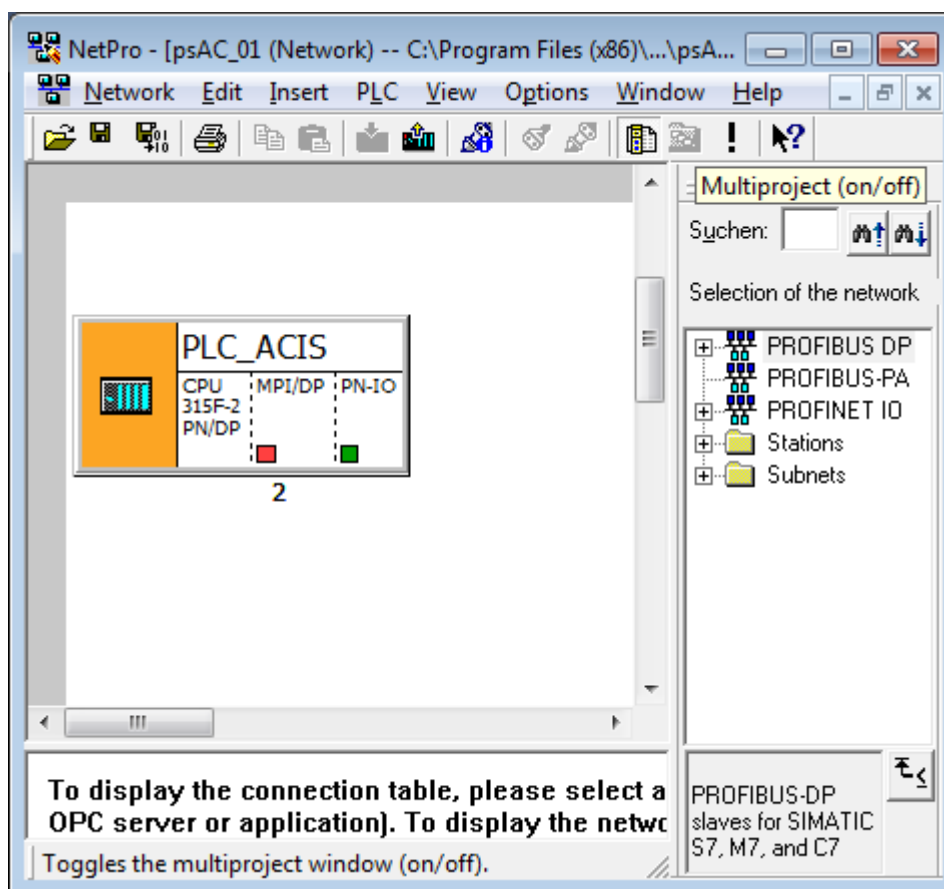 NetPro - [psAC_01 (Network) -- C:\Program Files (x86)\...\psA...
Network Edit Insert PLC View Options Window Help
Multiproject (on/off)
Suchen:
Selection of the network
PROFIBUS DP
PROFIBUS-PA
PROFINET IO
Stations
Subnets
PLC_ACIS
CPU 315F-2 PN/DP
MPI/DP
PN-IO
2
To display the connection table, please select a
OPC server or application). To display the netwo
PROFIBUS-DP
slaves for SIMATIC
S7, M7, and C7
Toggles the multiproject window (on/off).